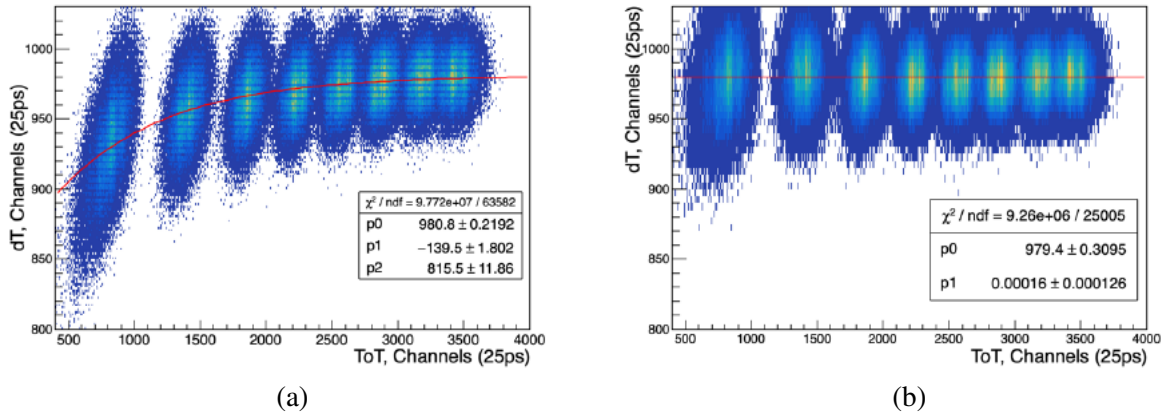 dT, Channels (25ps)
1000
950
900
850
800
χ² / ndf = 9.772e+07 / 63582
p0 980.8 ± 0.2192
p1 −139.5 ± 1.802
p2 815.5 ± 11.86
500 1000 1500 2000 2500 3000 3500 4000
ToT, Channels (25ps)
(a)
dT, Channels (25ps)
1000
950
900
850
800
χ² / ndf = 9.26e+06 / 25005
p0 979.4 ± 0.3095
p1 0.00016 ± 0.000126
500 1000 1500 2000 2500 3000 3500 4000
ToT, Channels (25ps)
(b)